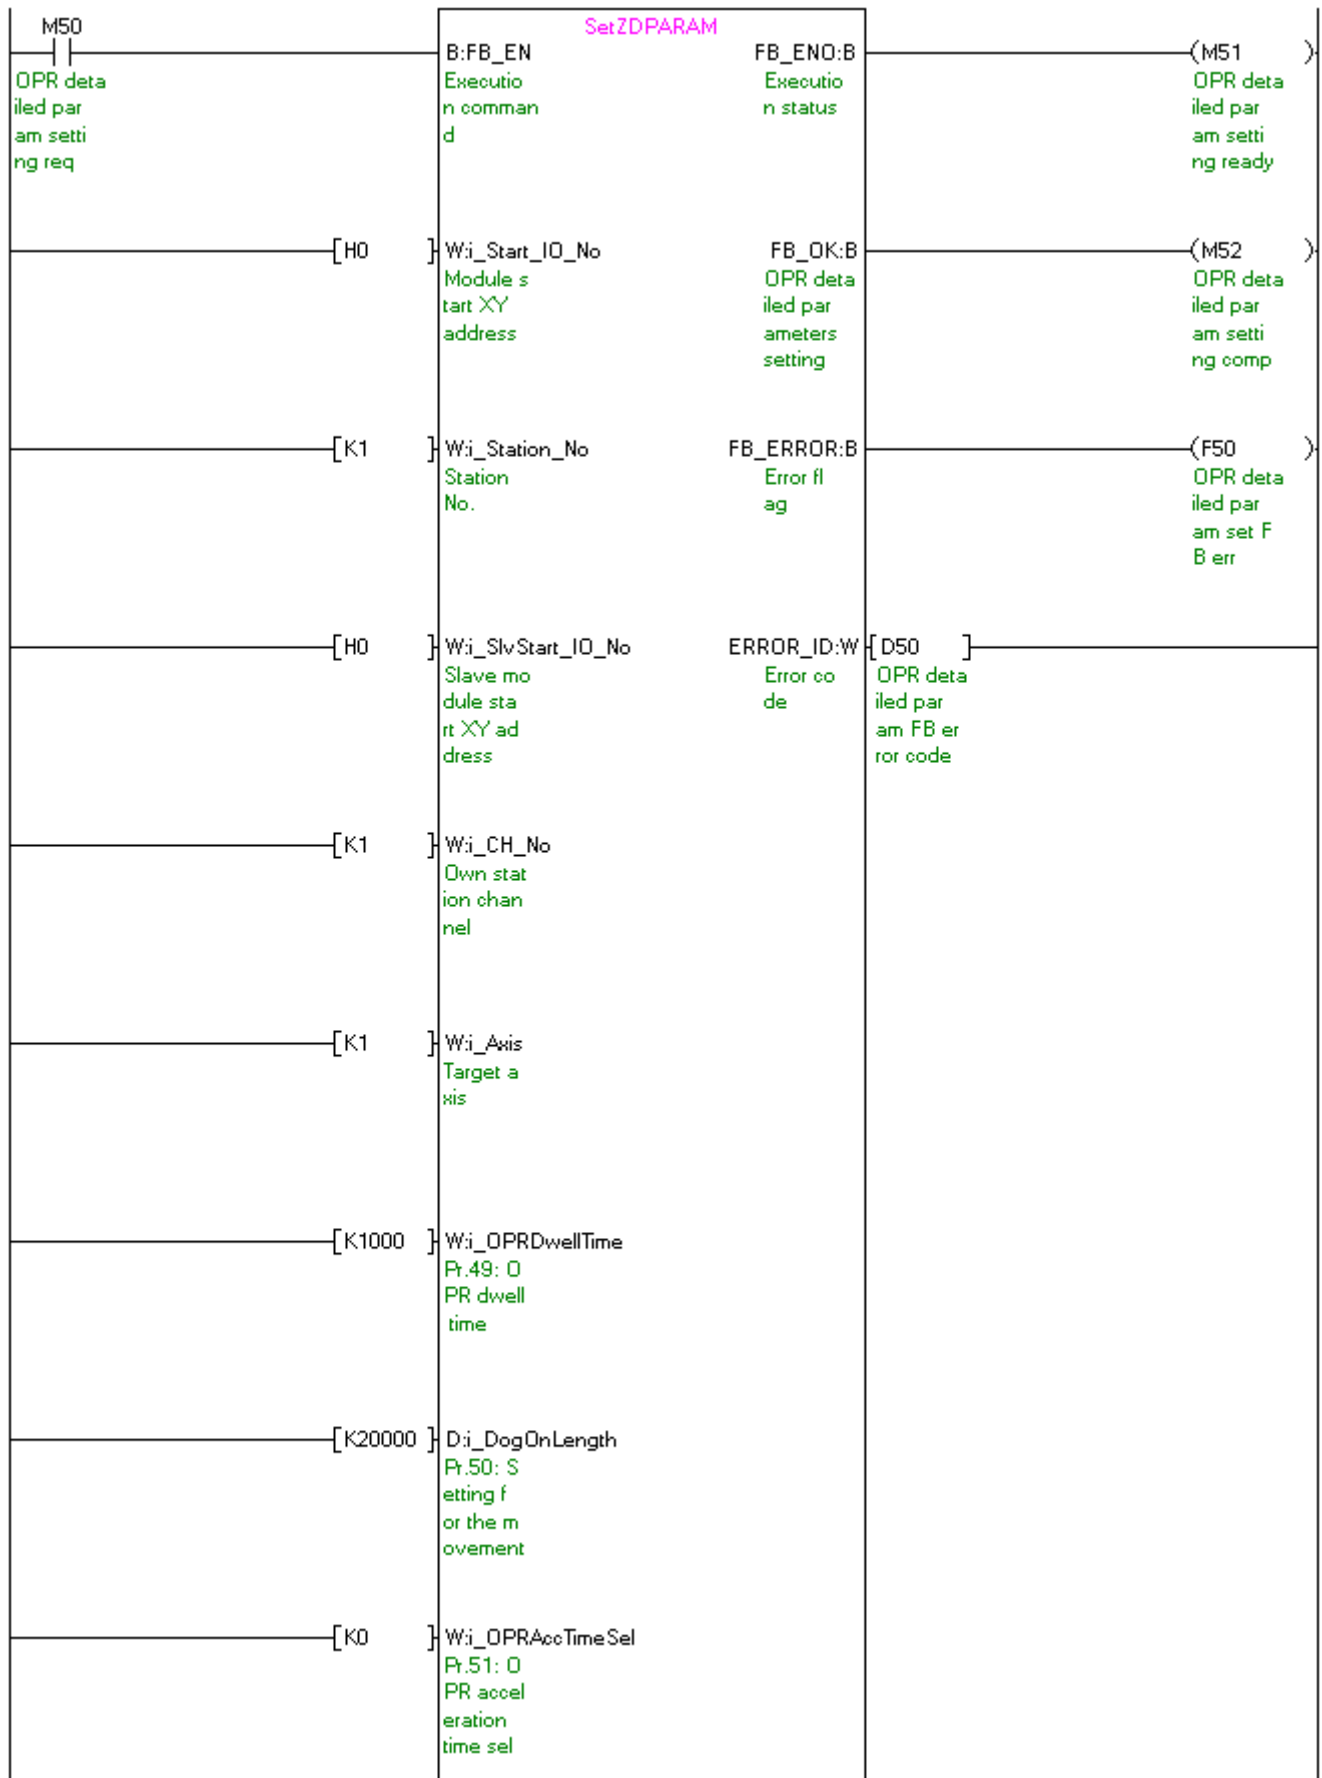 M50
SetZDPARAM
B:FB_EN
FB_ENO:B
(M51 )
OPR deta
iled par
am setti
ng req
Executio
n comman
d
Executio
n status
OPR deta
iled par
am setti
ng ready
[H0 ]
W:i_Start_IO_No
FB_OK:B
(M52 )
Module s
tart XY
address
OPR deta
iled par
ameters
setting
OPR deta
iled par
am setti
ng comp
[K1 ]
W:i_Station_No
FB_ERROR:B
(F50 )
Station
No.
Error fl
ag
OPR deta
iled par
am set F
B err
[H0 ]
W:i_SlvStart_IO_No
ERROR_ID:W
[D50 ]
Slave mo
dule sta
rt XY ad
dress
Error co
de
OPR deta
iled par
am FB er
ror code
[K1 ]
W:i_CH_No
Own stat
ion chan
nel
[K1 ]
W:i_Axis
Target a
xis
[K1000 ]
W:i_OPRDwellTime
Pr.49: O
PR dwell
time
[K20000 ]
D:i_DogOnLength
Pr.50: S
etting f
or the m
ovement
[K0 ]
W:i_OPRAccTimeSel
Pr.51: O
PR accel
eration
time sel